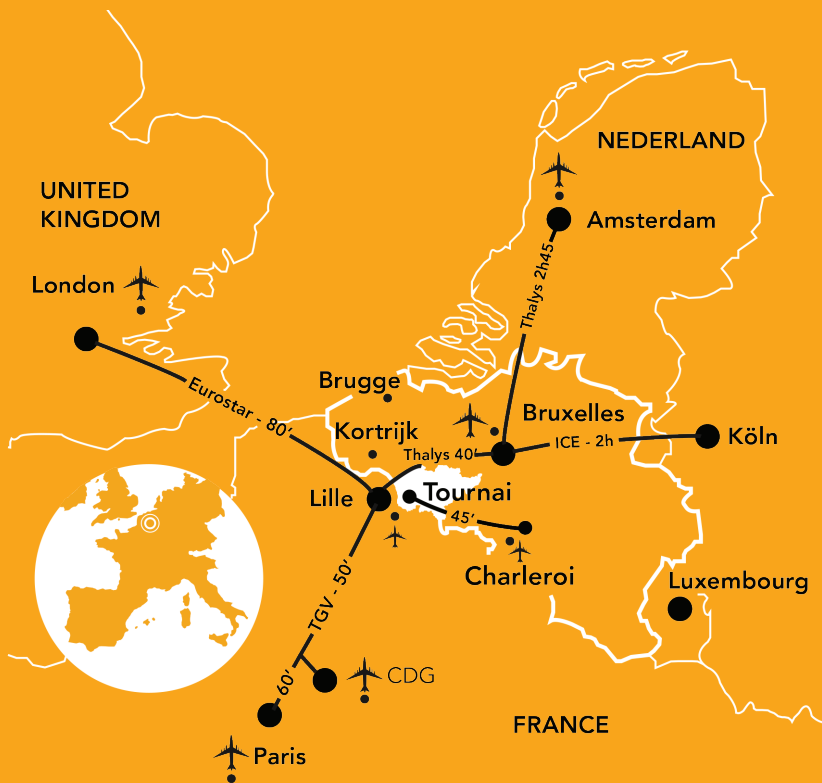 NEDERLAND
UNITED
KINGDOM
Amsterdam
London
Thalys 2h45
Eurostar - 80’
Brugge
Bruxelles
Kortrijk
Thalys 40’
ICE - 2h
Köln
Lille
Tournai
45’
Charleroi
Luxembourg
TGV - 50’
60’
CDG
FRANCE
Paris